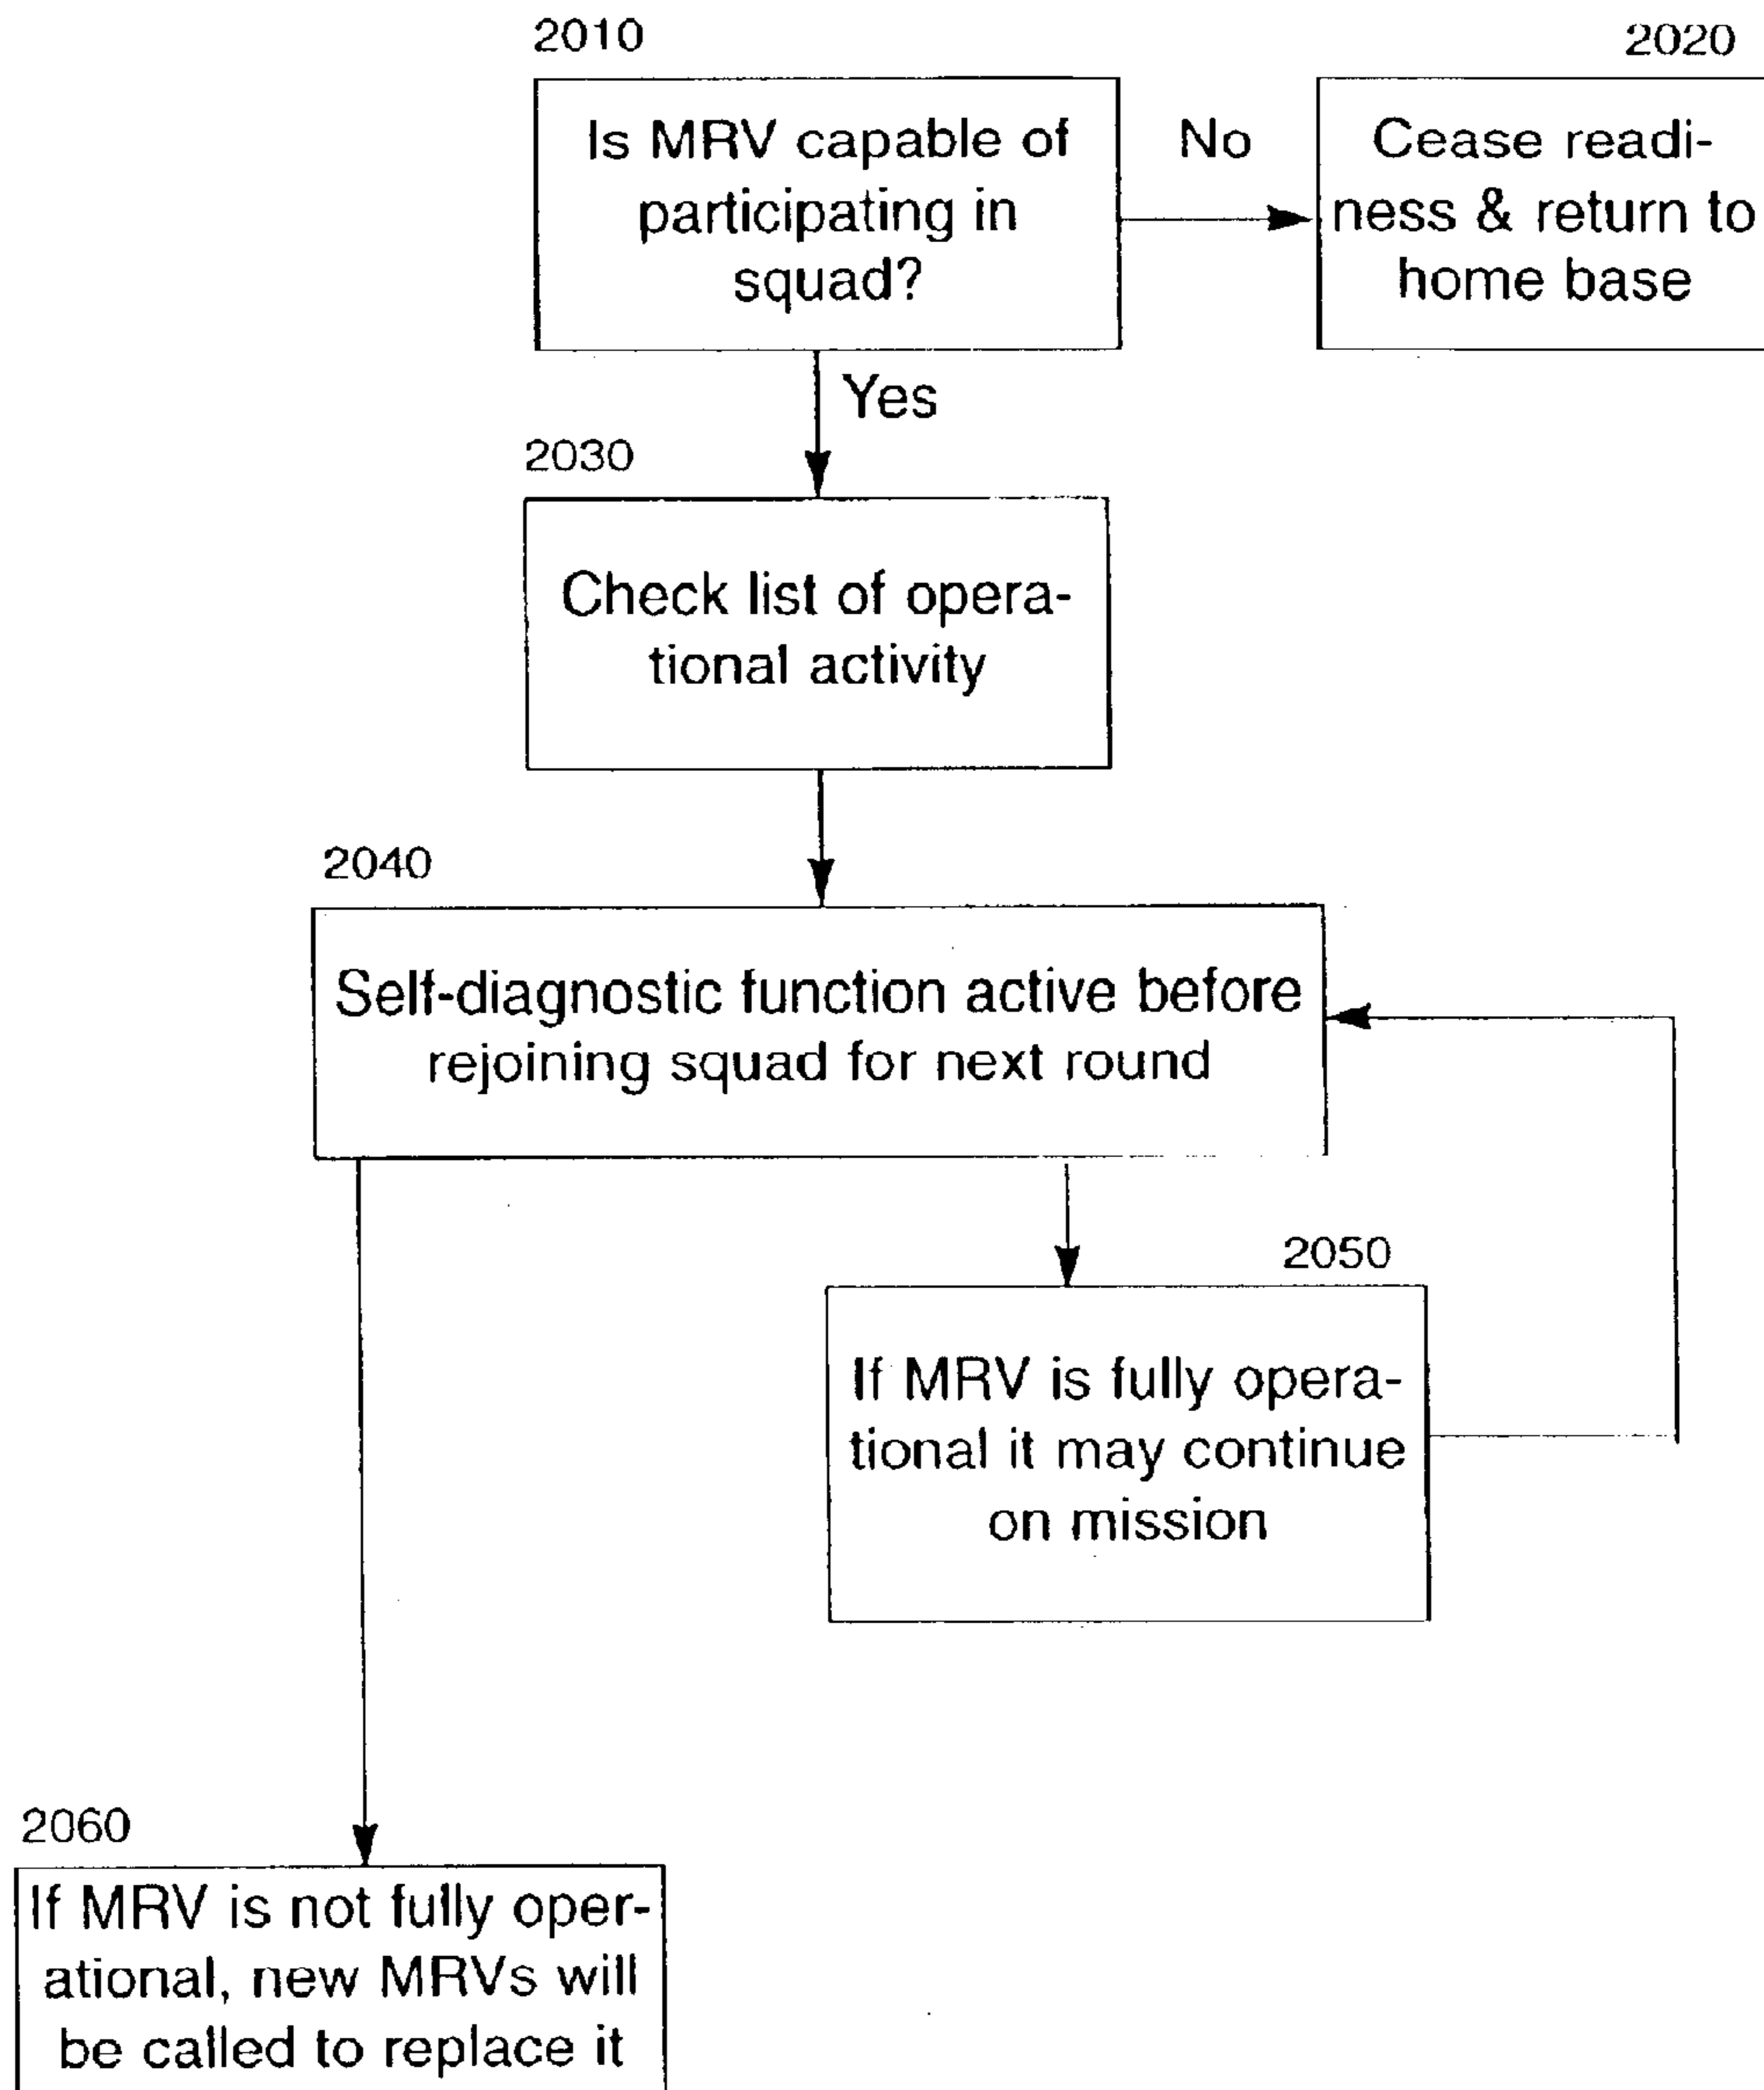 2010
Is MRV capable of
participating in
squad?
No
2020
Cease readi-
ness & return to
home base
Yes
2030
Check list of opera-
tional activity
2040
Self-diagnostic function active before
rejoining squad for next round
2050
If MRV is fully opera-
tional it may continue
on mission
2060
If MRV is not fully oper-
ational, new MRVs will
be called to replace it